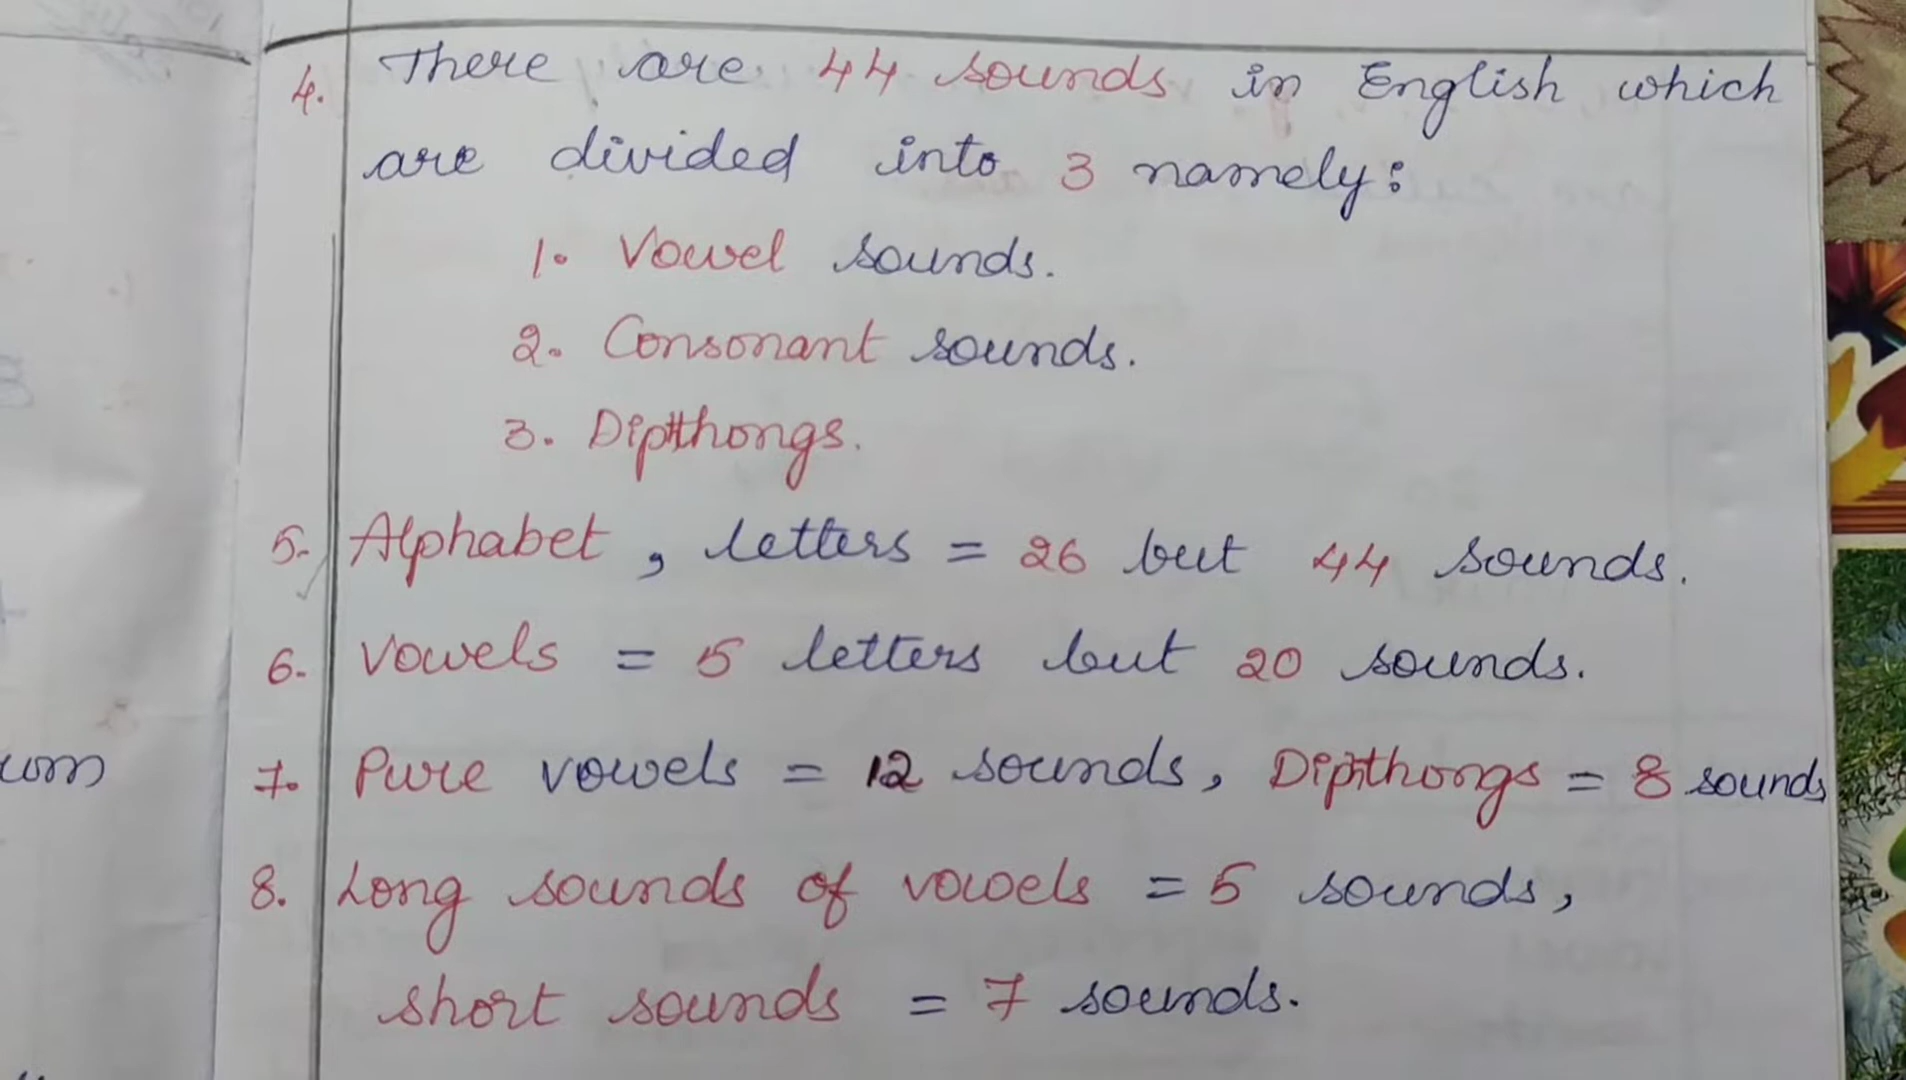 4. There are 44 sounds in English which
are divided into 3 namely:
1. Vowel sounds.
2. Consonant sounds.
3. Dipthongs.
5. Alphabet, letters = 26 but 44 sounds.
6. Vowels = 5 letters but 20 sounds.
7. Pure vowels = 12 sounds, Dipthongs = 8 sounds
8. Long sounds of vowels = 5 sounds,
short sounds = 7 sounds.